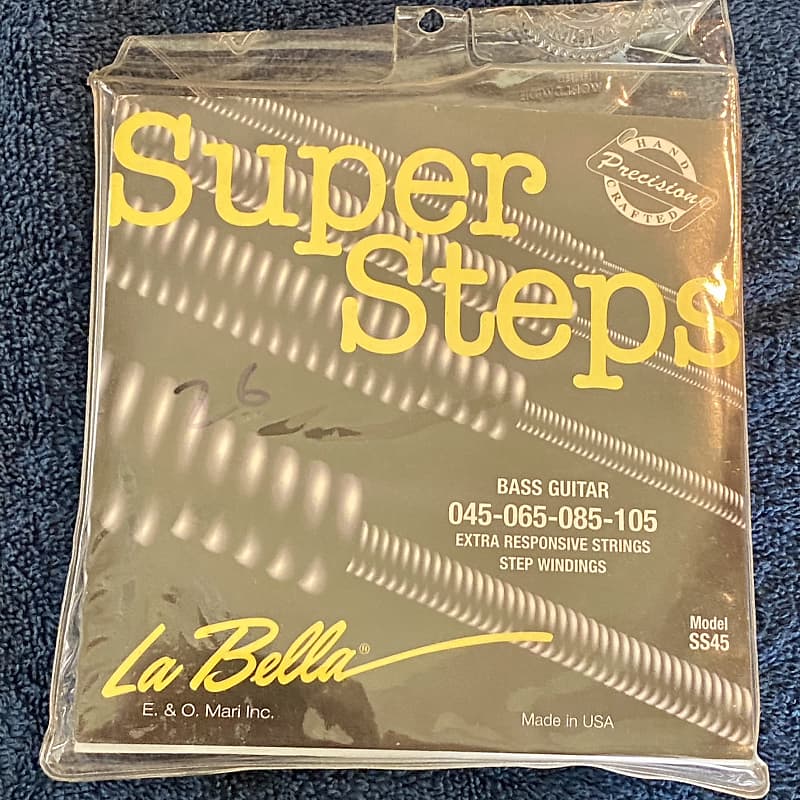 Super
Steps
HAND
Precision
CRAFTED
26
BASS GUITAR
045-065-085-105
EXTRA RESPONSIVE STRINGS
STEP WINDINGS
Model
SS45
La Bella®
E. & O. Mari Inc.
Made in USA